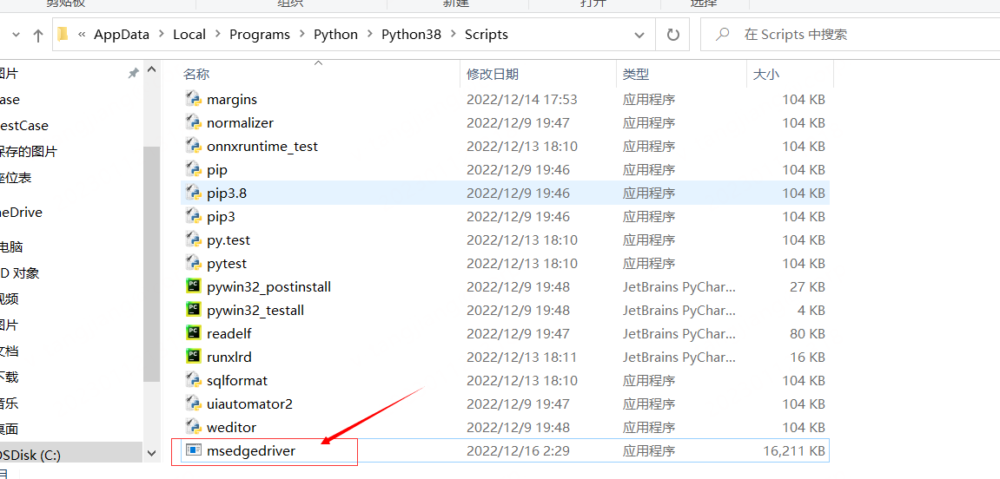 剪贴板 组织 新建 打开 选择
« AppData > Local > Programs > Python > Python38 > Scripts 在 Scripts 中搜索
图片
ase
estCase
保存的图片
座位表
neDrive
电脑
D 对象
视频
图片
文档
下载
音乐
桌面
OSDisk (C:)
名称 修改日期 类型 大小
margins 2022/12/14 17:53 应用程序 104 KB
normalizer 2022/12/9 19:47 应用程序 104 KB
onnxruntime_test 2022/12/13 18:10 应用程序 104 KB
pip 2022/12/9 19:46 应用程序 104 KB
pip3.8 2022/12/9 19:46 应用程序 104 KB
pip3 2022/12/9 19:46 应用程序 104 KB
py.test 2022/12/13 18:10 应用程序 104 KB
pytest 2022/12/13 18:10 应用程序 104 KB
pywin32_postinstall 2022/12/9 19:48 JetBrains PyChar... 27 KB
pywin32_testall 2022/12/9 19:48 JetBrains PyChar... 4 KB
readelf 2022/12/9 19:47 JetBrains PyChar... 80 KB
runxlrd 2022/12/13 18:11 JetBrains PyChar... 16 KB
sqlformat 2022/12/13 18:10 应用程序 104 KB
uiautomator2 2022/12/9 19:47 应用程序 104 KB
weditor 2022/12/9 19:48 应用程序 104 KB
msedgedriver 2022/12/16 2:29 应用程序 16,211 KB